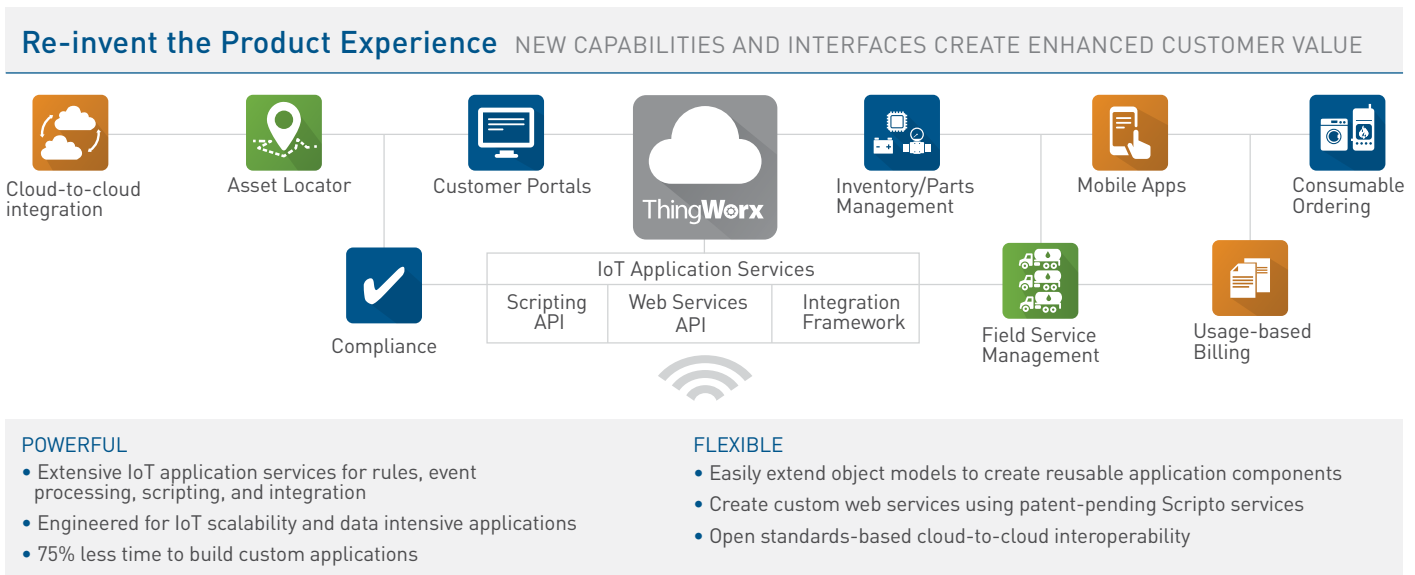 Re-invent the Product Experience NEW CAPABILITIES AND INTERFACES CREATE ENHANCED CUSTOMER VALUE
Cloud-to-cloud
integration
Asset Locator
Customer Portals
ThingWorx
Inventory/Parts
Management
Mobile Apps
Consumable
Ordering
Compliance
IoT Application Services
Scripting
API
Web Services
API
Integration
Framework
Field Service
Management
Usage-based
Billing
POWERFUL
• Extensive IoT application services for rules, event
processing, scripting, and integration
• Engineered for IoT scalability and data intensive applications
• 75% less time to build custom applications
FLEXIBLE
• Easily extend object models to create reusable application components
• Create custom web services using patent-pending Scripto services
• Open standards-based cloud-to-cloud interoperability